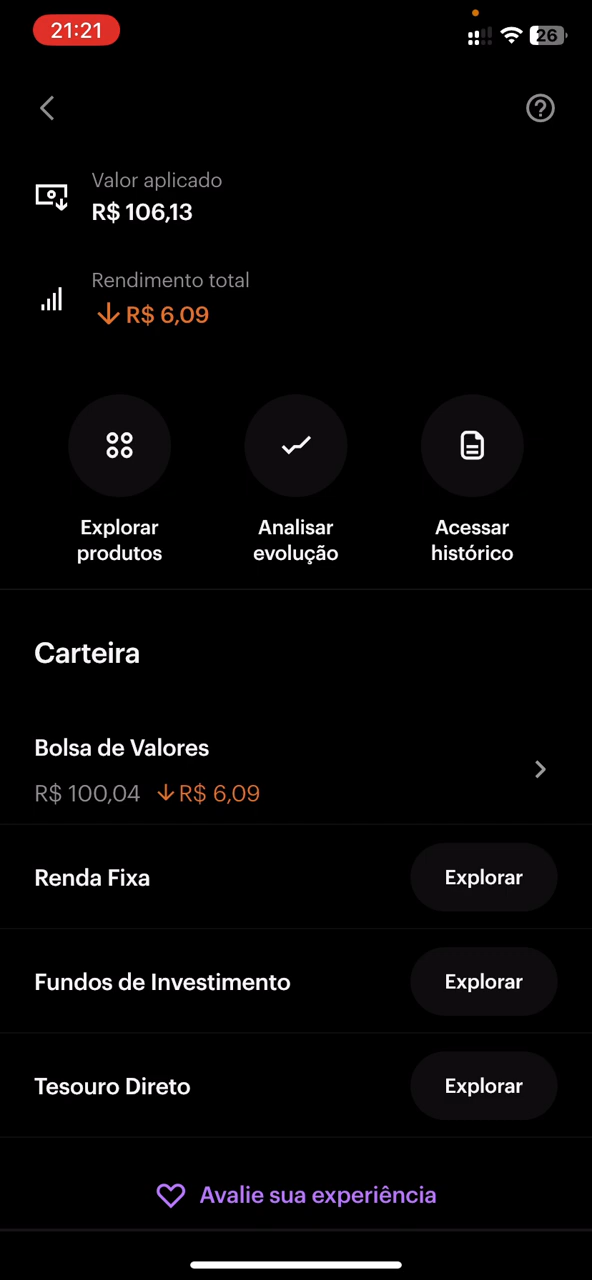 21:21
26
Valor aplicado
R$ 106,13
Rendimento total
R$ 6,09
Explorar
produtos
Analisar
evolução
Acessar
histórico
Carteira
Bolsa de Valores
R$ 100,04 R$ 6,09
Renda Fixa
Explorar
Fundos de Investimento
Explorar
Tesouro Direto
Explorar
Avalie sua experiência